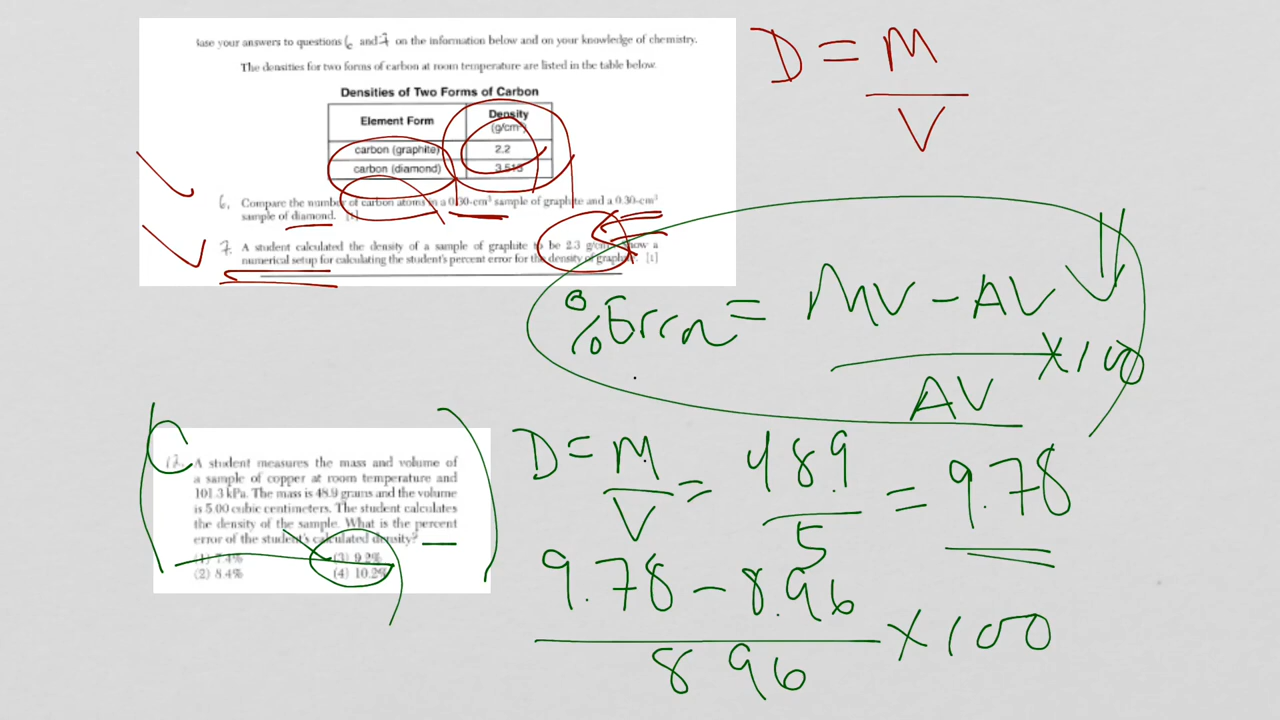 Base your answers to questions 6 and 7 on the information below and on your knowledge of chemistry.
The densities for two forms of carbon at room temperature are listed in the table below.
Densities of Two Forms of Carbon
Element Form Density (g/cm³)
carbon (graphite) 2.2
carbon (diamond) 3.513
6. Compare the number of carbon atoms in a 0.30-cm³ sample of graphite and a 0.30-cm³
sample of diamond. [1]
7. A student calculated the density of a sample of graphite to be 2.3 g/cm³. Show a
numerical setup for calculating the student's percent error for the density of graphite. [1]
D = M
V
% Error = MV - AV
× 100
AV
12. A student measures the mass and volume of
a sample of copper at room temperature and
101.3 kPa. The mass is 48.9 grams and the volume
is 5.00 cubic centimeters. The student calculates
the density of the sample. What is the percent
error of the student's calculated density?
(1) 7.4% (3) 9.2%
(2) 8.4% (4) 10.2%
D = M = 48.9 = 9.78
V 5
9.78 - 8.96
× 100
8.96